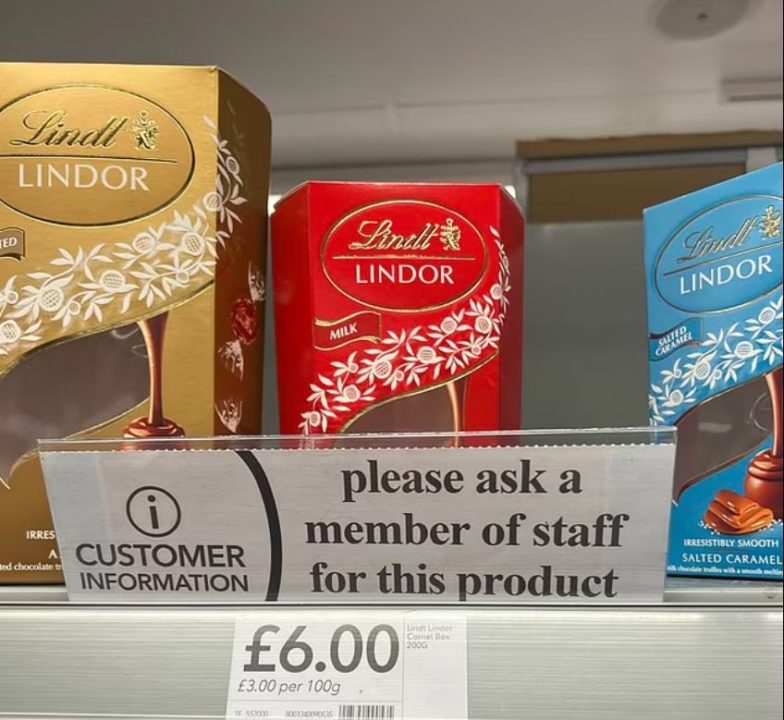 Lindt
LINDOR
Lindt
LINDOR
MILK
Lindt
LINDOR
SALTED
CARAMEL
please ask a
member of staff
for this product
i
CUSTOMER
INFORMATION
IRRESISTIBLY SMOOTH
SALTED CARAMEL
£6.00
£3.00 per 100g
Lindt Lindor
Cornet Box
200G